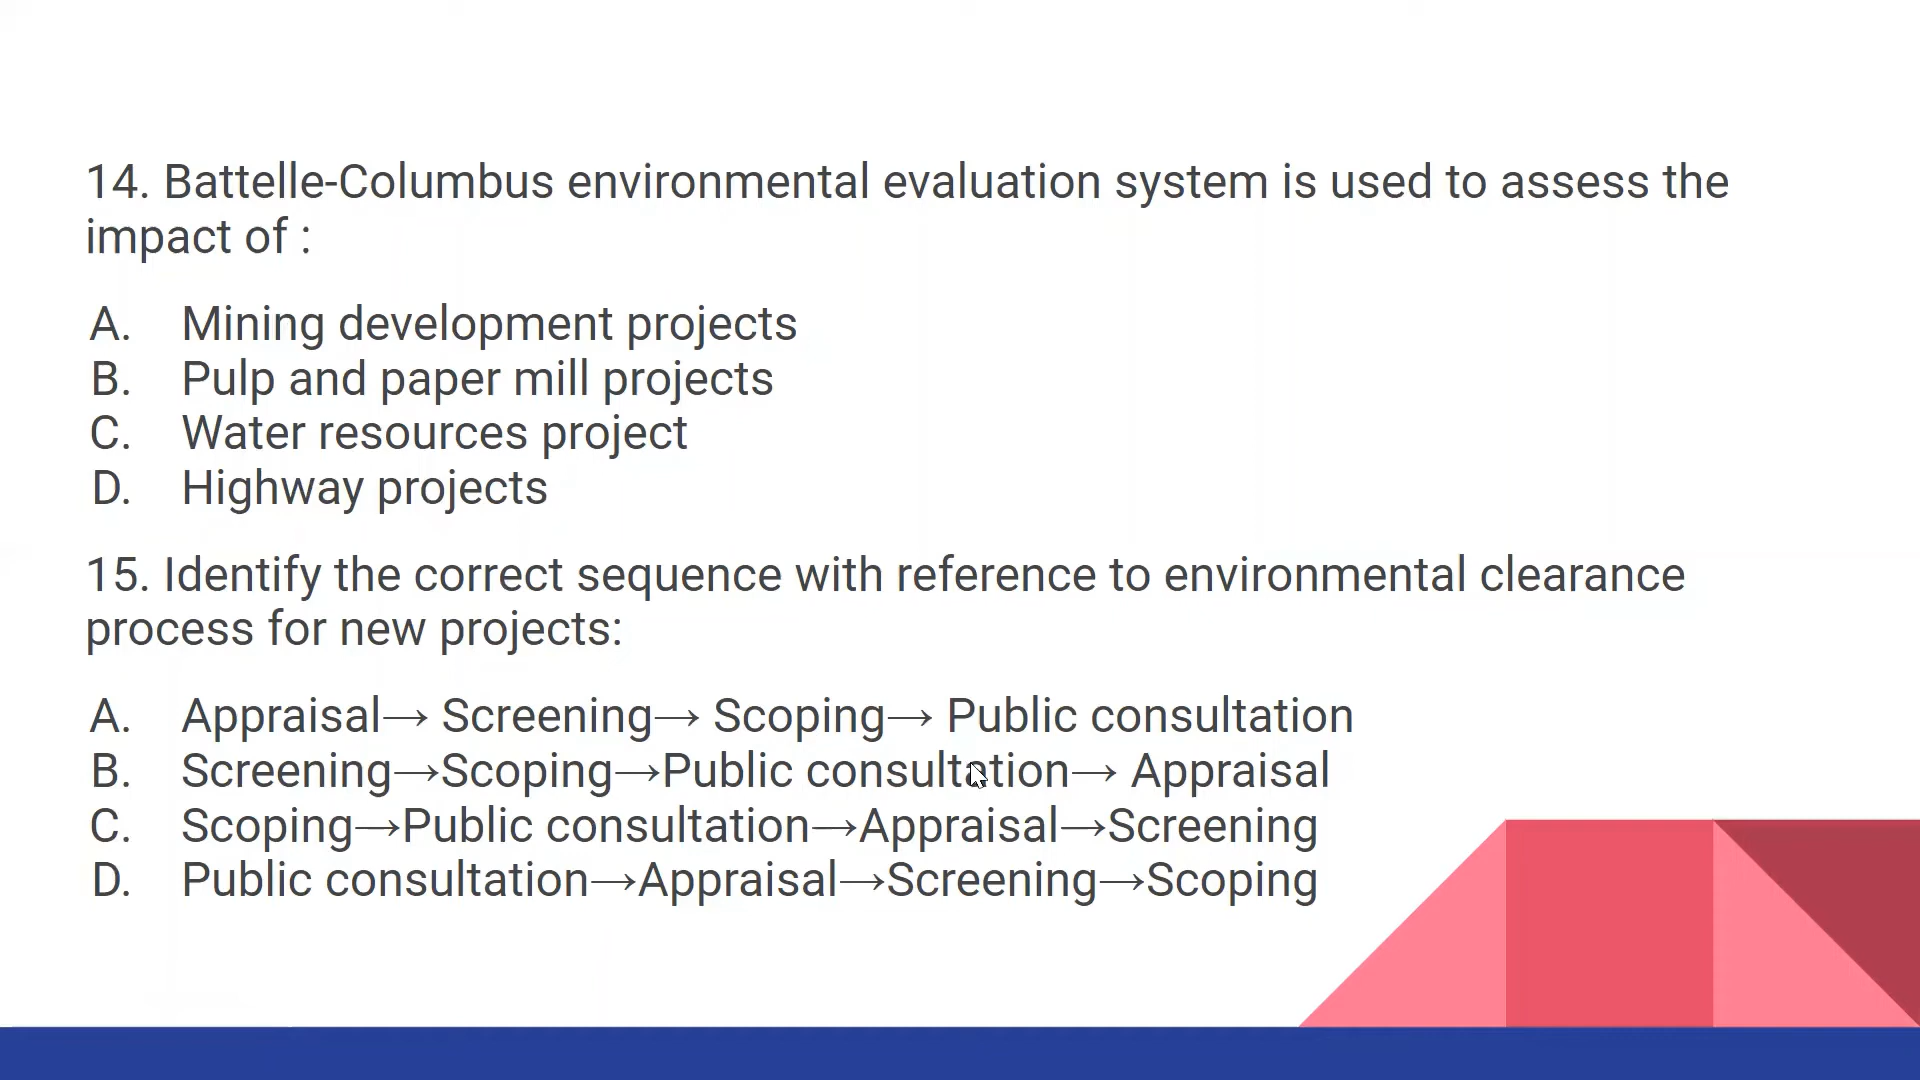 14. Battelle-Columbus environmental evaluation system is used to assess the
impact of :
A. Mining development projects
B. Pulp and paper mill projects
C. Water resources project
D. Highway projects
15. Identify the correct sequence with reference to environmental clearance
process for new projects:
A. Appraisal→ Screening→ Scoping→ Public consultation
B. Screening→Scoping→Public consultation→ Appraisal
C. Scoping→Public consultation→Appraisal→Screening
D. Public consultation→Appraisal→Screening→Scoping